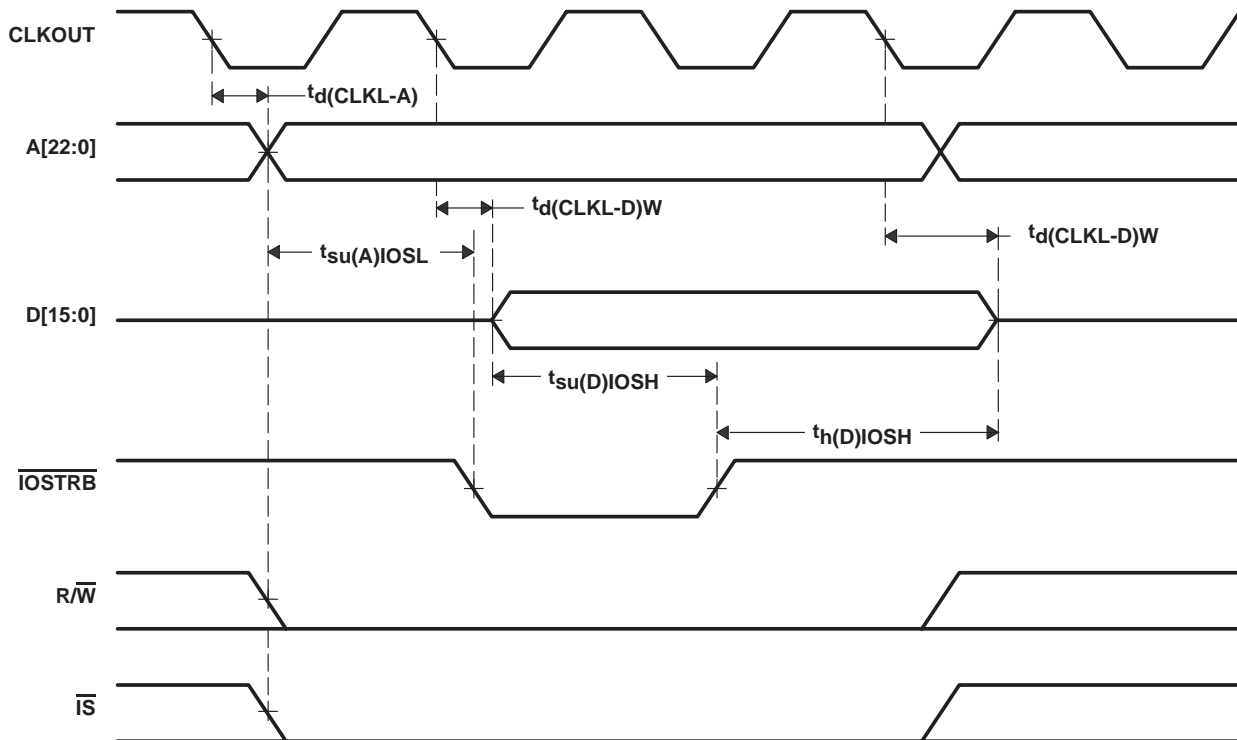 CLKOUT
td(CLKL-A)
A[22:0]
td(CLKL-D)W
td(CLKL-D)W
tsu(A)IOSL
D[15:0]
tsu(D)IOSH
th(D)IOSH
IOSTRB
R/W
IS